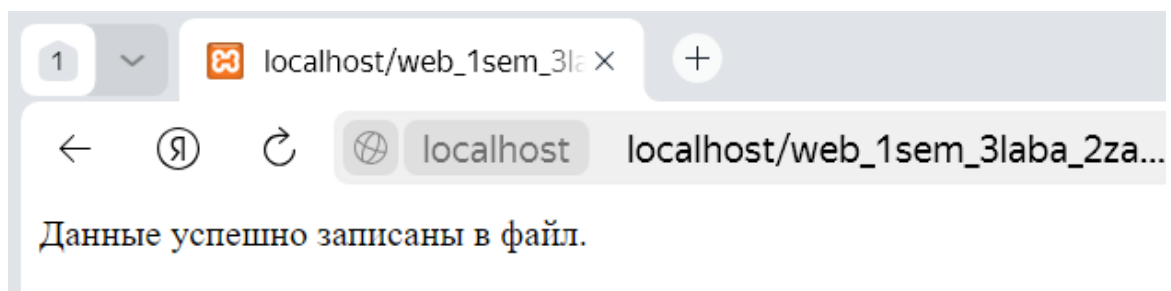 1 localhost/web_1sem_3la
Я localhost localhost/web_1sem_3laba_2za...
Данные успешно записаны в файл.